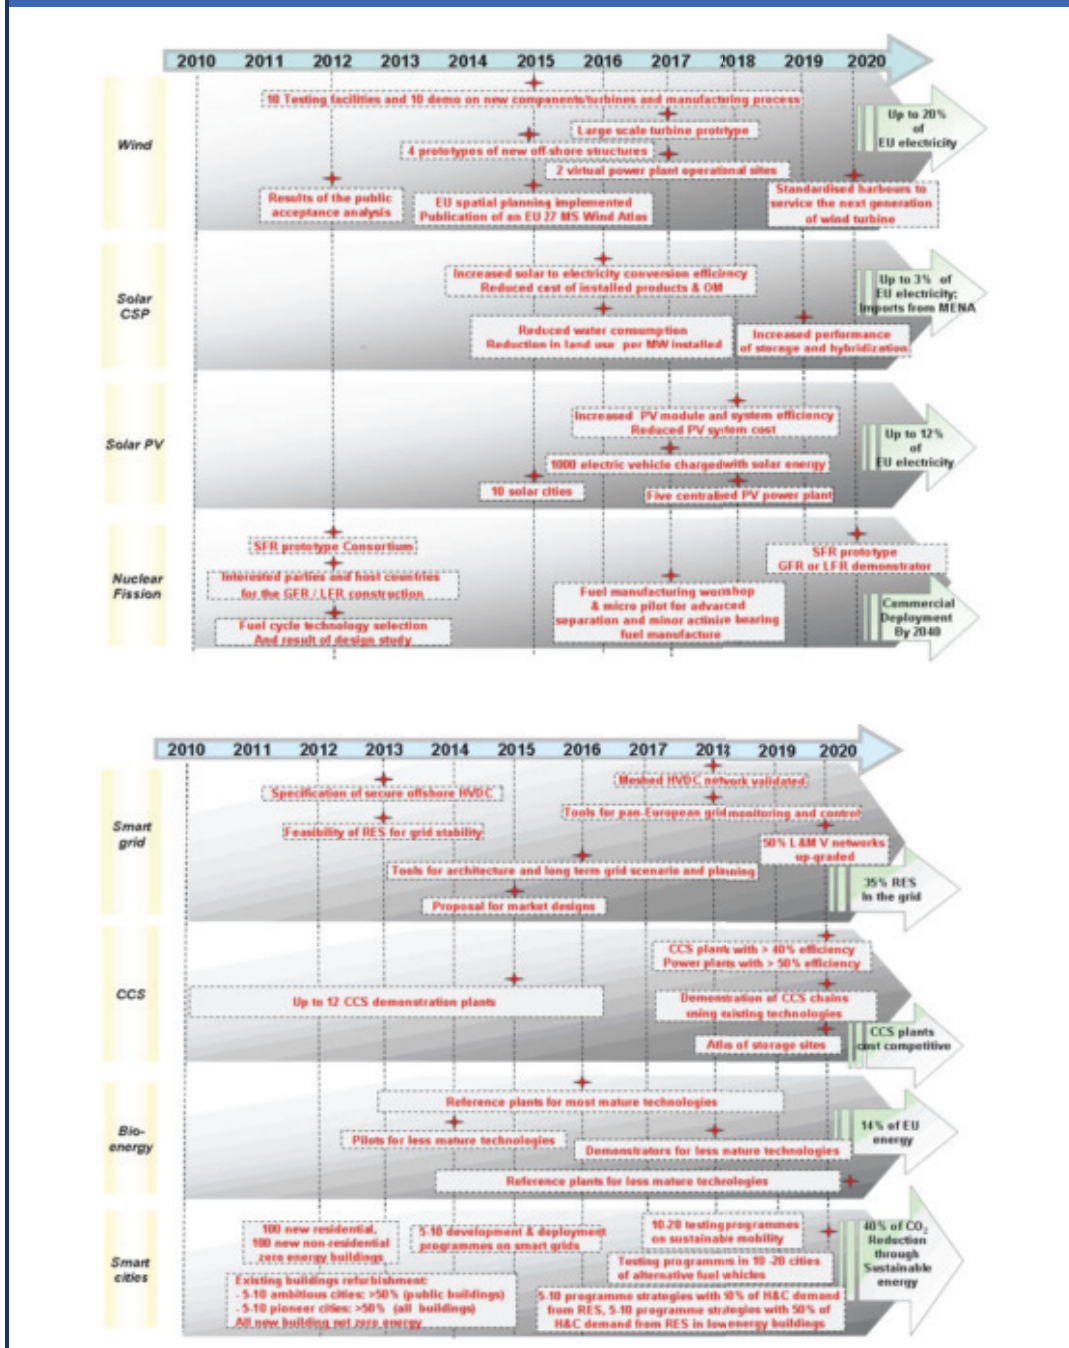 2010 2011 2012 2013 2014 2015 2016 2017 2018 2019 2020
Wind
10 Testing facilities and 10 demo on new components/turbines and manufacturing process
Large scale turbine prototype
4 prototypes of new off-shore structures
2 virtual power plant operational sites
Results of the public
acceptance analysis
EU spatial planning implemented
Publication of an EU 27 MS Wind Atlas
Standardised harbours to
service the next generation
of wind turbine
Up to 20%
of
EU electricity
Solar
CSP
Increased solar to electricity conversion efficiency
Reduced cost of installed products & OM
Reduced water consumption
Reduction in land use per MW installed
Increased performance
of storage and hybridization
Up to 3% of
EU electricity;
Imports from MENA
Solar PV
Increased PV module and system efficiency
Reduced PV system cost
1000 electric vehicle charged with solar energy
10 solar cities
Five centralised PV power plant
Up to 12%
of
EU electricity
Nuclear
Fission
SFR prototype Consortium
Interested parties and host countries
for the GFR / LFR construction
Fuel cycle technology selection
And result of design study
Fuel manufacturing workshop
& micro pilot for advanced
separation and minor actinire bearing
fuel manufacture
SFR prototype
GFR or LFR demonstrator
Commercial
Deployment
By 2040
2010 2011 2012 2013 2014 2015 2016 2017 2018 2019 2020
Smart
grid
Specification of secure offshore HVDC
Meshed HVDC network validated
Tools for pan-European grid monitoring and control
Feasibility of RES for grid stability
50% L&M V networks
up-graded
Tools for architecture and long term grid scenario and planning
Proposal for market designs
35% RES
In the grid
CCS
CCS plants with > 40% efficiency
Power plants with > 50% efficiency
Up to 12 CCS demonstration plants
Demonstration of CCS chains
using existing technologies
Atlas of storage sites
CCS plants
cost competitive
Bio-
energy
Reference plants for most mature technologies
Pilots for less mature technologies
Demonstrators for less nature technologies
Reference plants for less mature technologies
14% of EU
energy
Smart
cities
100 new residential,
100 new non-residential
zero energy buildings
5-10 development & deployment
programmes on smart grids
10-20 testing programmes
on sustainable mobility
Testing programms in 10 -20 cities
of alternative fuel vehicles
Existing buildings refurbishment:
- 5-10 ambitious cities: >50% (public buildings)
- 5-10 pioneer cities: >50% (all buildings)
All new building net zero energy
5-10 programme strategies with 50% of H&C demand
from RES, 5-10 programme strategies with 50% of
H&C demand from RES in low energy buildings
40% of CO₂
Reduction
through
Sustainable
energy